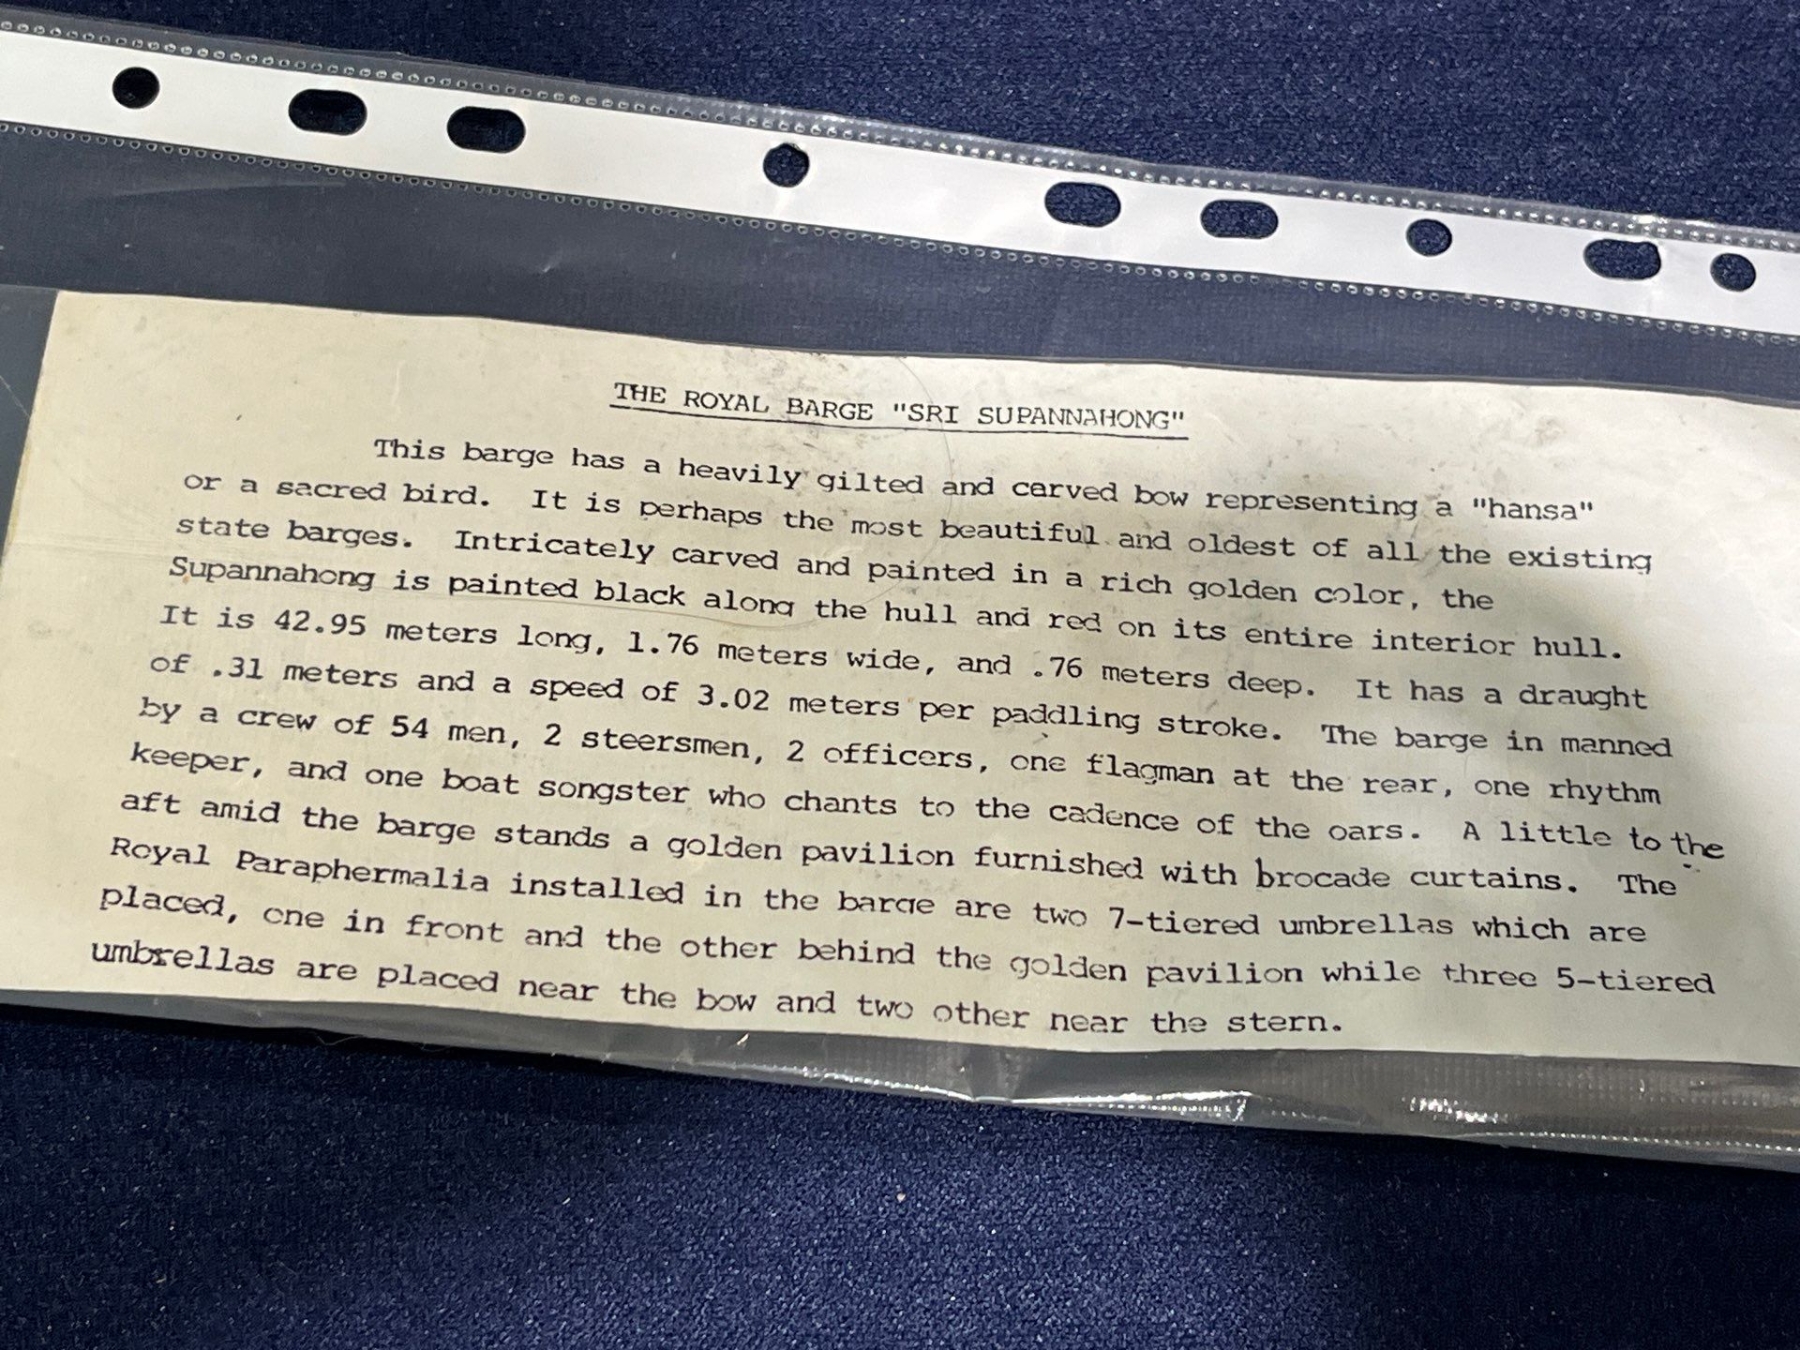 THE ROYAL BARGE "SRI SUPANNAHONG"
This barge has a heavily gilted and carved bow representing a "hansa"
or a sacred bird. It is perhaps the most beautiful and oldest of all the existing
state barges. Intricately carved and painted in a rich golden color, the
Supannahong is painted black along the hull and red on its entire interior hull.
It is 42.95 meters long, 1.76 meters wide, and .76 meters deep. It has a draught
of .31 meters and a speed of 3.02 meters per paddling stroke. The barge in manned
by a crew of 54 men, 2 steersmen, 2 officers, one flagman at the rear, one rhythm
keeper, and one boat songster who chants to the cadence of the oars. A little to the
aft amid the barge stands a golden pavilion furnished with brocade curtains. The
Royal Paraphermalia installed in the barge are two 7-tiered umbrellas which are
placed, one in front and the other behind the golden pavilion while three 5-tiered
umbrellas are placed near the bow and two other near the stern.